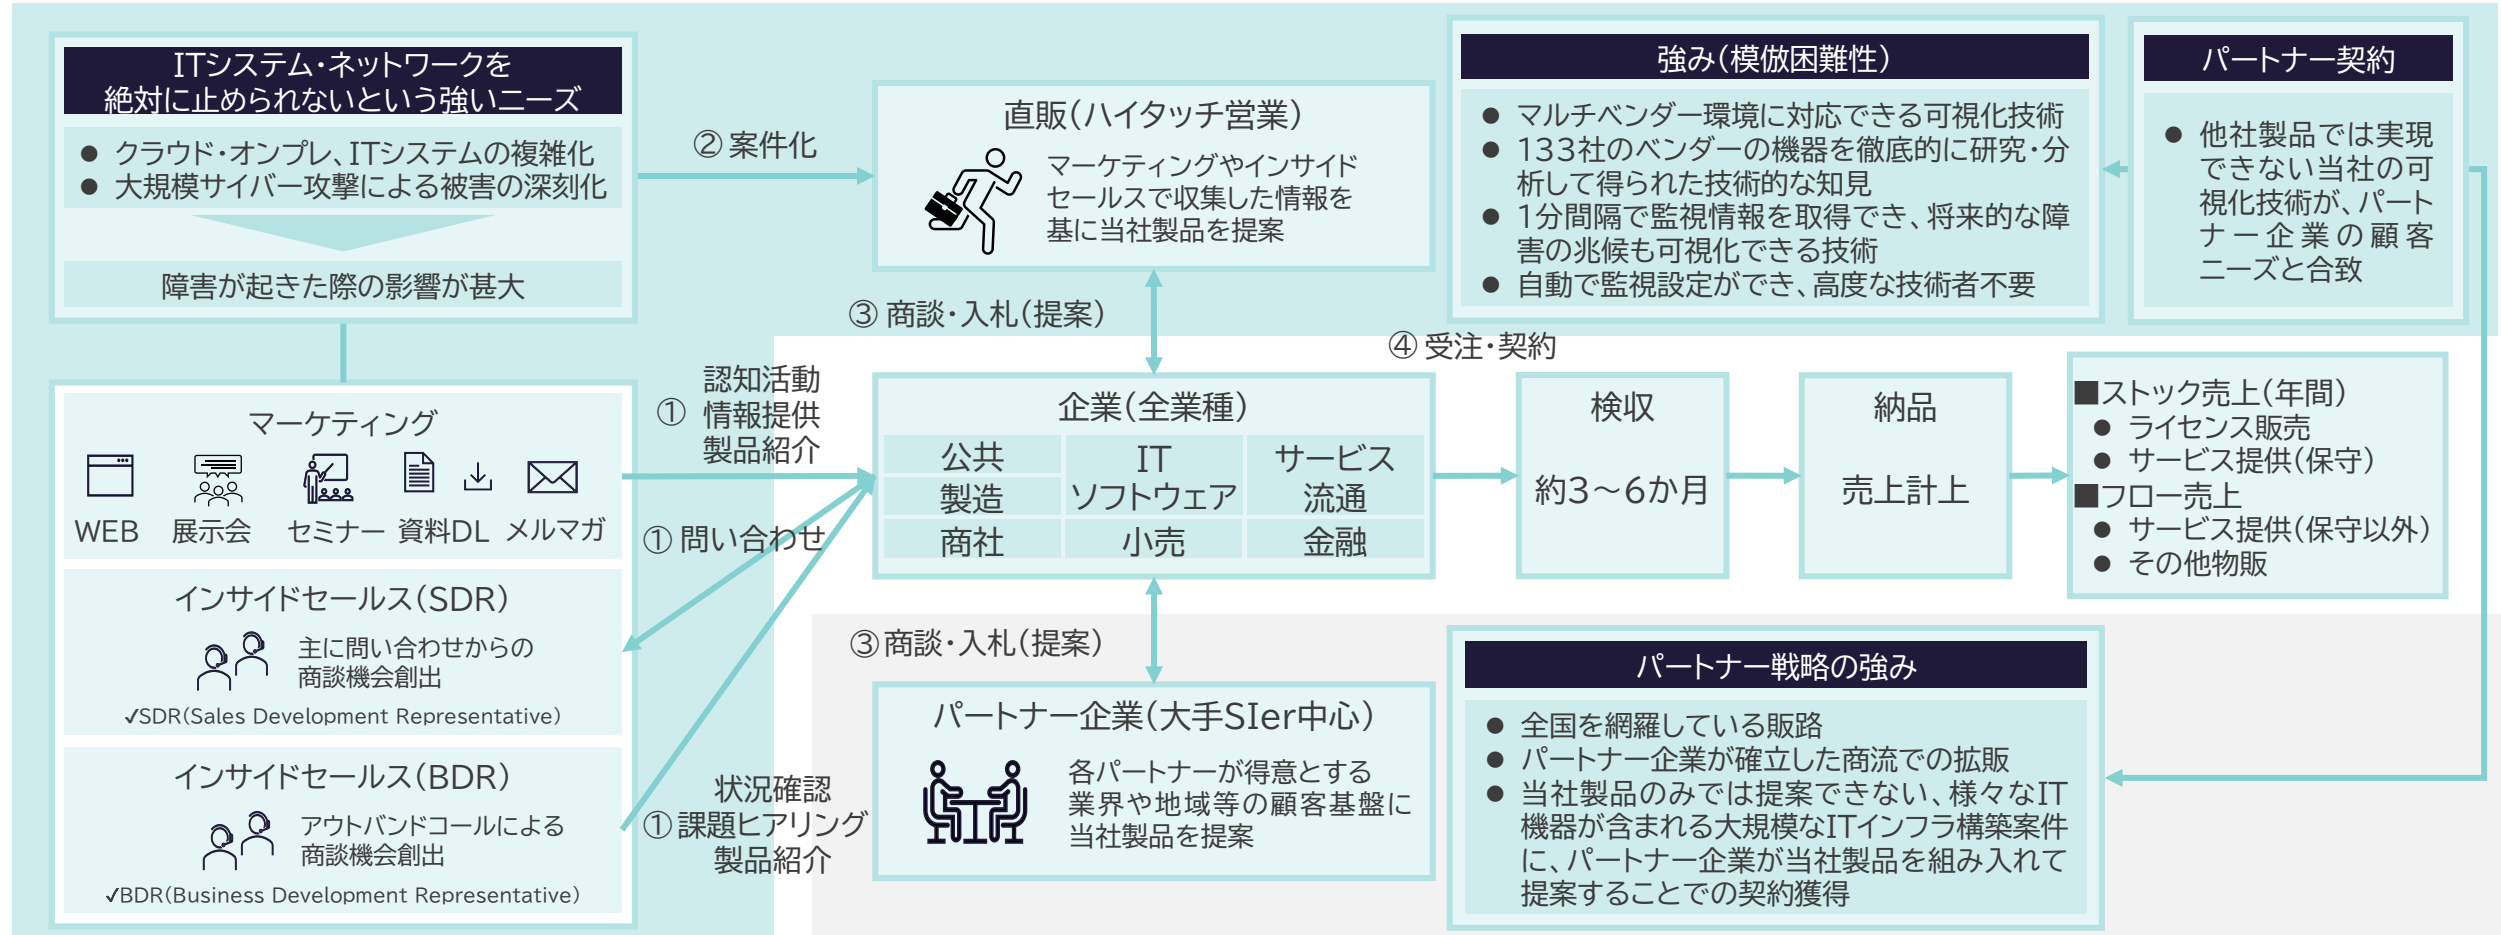 ITシステム・ネットワークを
絶対に止められないという強いニーズ
● クラウド・オンプレ、ITシステムの複雑化
● 大規模サイバー攻撃による被害の深刻化
障害が起きた際の影響が甚大
② 案件化
直販(ハイタッチ営業)
マーケティングやインサイド
セールスで収集した情報を
基に当社製品を提案
強み(模倣困難性)
● マルチベンダー環境に対応できる可視化技術
● 133社のベンダーの機器を徹底的に研究・分
析して得られた技術的な知見
● 1分間隔で監視情報を取得でき、将来的な障
害の兆候も可視化できる技術
● 自動で監視設定ができ、高度な技術者不要
パートナー契約
● 他社製品では実現
できない当社の可
視化技術が、パート
ナー企業の顧客
ニーズと合致
③ 商談・入札(提案)
④ 受注・契約
マーケティング
WEB
展示会
セミナー
資料DL
メルマガ
インサイドセールス(SDR)
主に問い合わせからの
商談機会創出
✓SDR(Sales Development Representative)
インサイドセールス(BDR)
アウトバンドコールによる
商談機会創出
✓BDR(Business Development Representative)
認知活動
① 情報提供
製品紹介
① 問い合わせ
状況確認
① 課題ヒアリング
製品紹介
企業(全業種)
公共
製造
商社
IT
ソフトウェア
小売
サービス
流通
金融
検収
約3～6か月
納品
売上計上
■ストック売上(年間)
● ライセンス販売
● サービス提供(保守)
■フロー売上
● サービス提供(保守以外)
● その他物販
③ 商談・入札(提案)
パートナー企業(大手SIer中心)
各パートナーが得意とする
業界や地域等の顧客基盤に
当社製品を提案
パートナー戦略の強み
● 全国を網羅している販路
● パートナー企業が確立した商流での拡販
● 当社製品のみでは提案できない、様々なIT
機器が含まれる大規模なITインフラ構築案件
に、パートナー企業が当社製品を組み入れて
提案することでの契約獲得